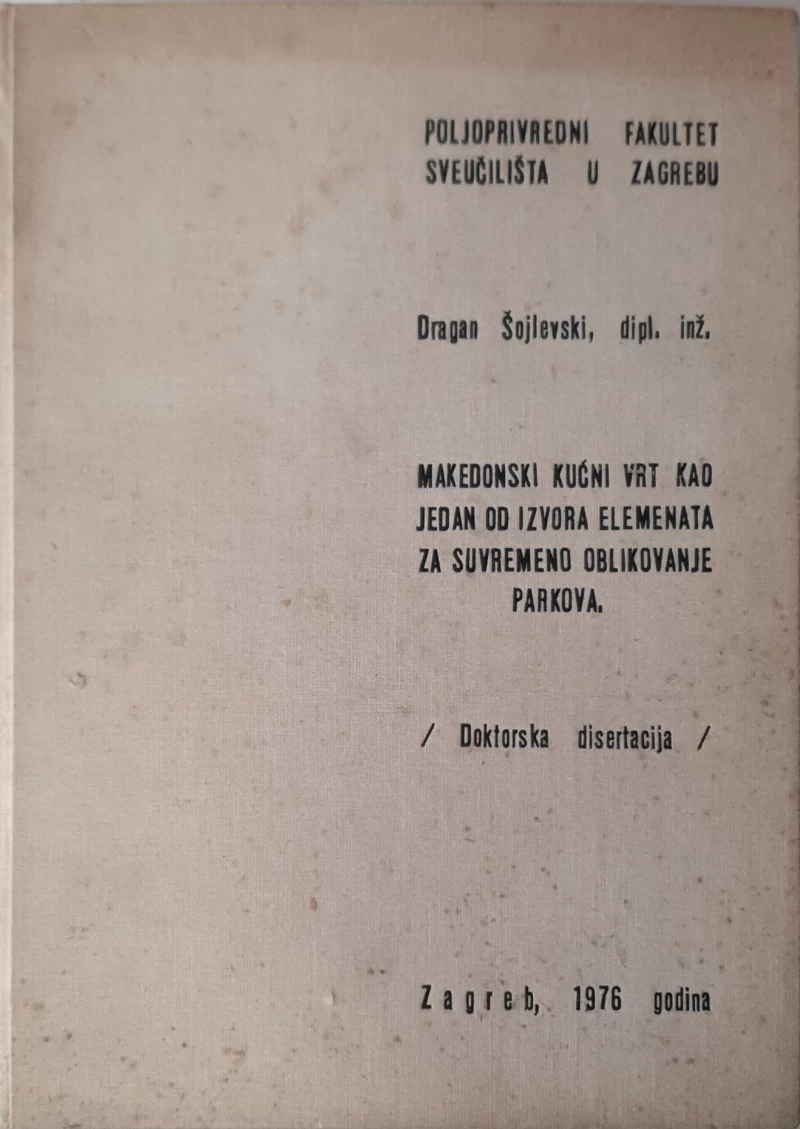 POLJOPRIVREDNI FAKULTET
SVEUČILIŠTA U ZAGREBU
Dragan Šojlevski, dipl. inž.
MAKEDONSKI KUĆNI VRT KAO
JEDAN OD IZVORA ELEMENATA
ZA SUVREMENO OBLIKOVANJE
PARKOVA.
/ Doktorska disertacija /
Zagreb, 1976 godina